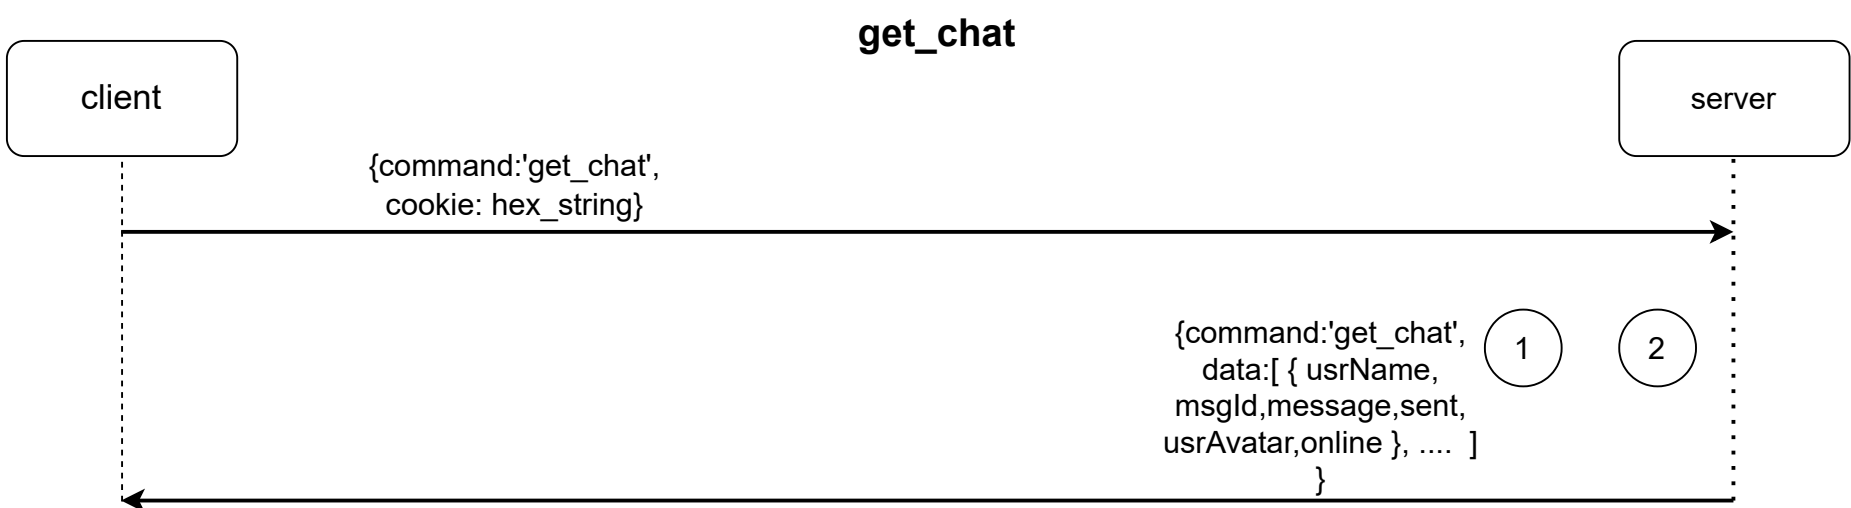 get_chat
client
server
{command:'get_chat',
cookie: hex_string}
{command:'get_chat',
data:[ { usrName,
msgId,message,sent,
usrAvatar,online }, .... ]
}
1
2